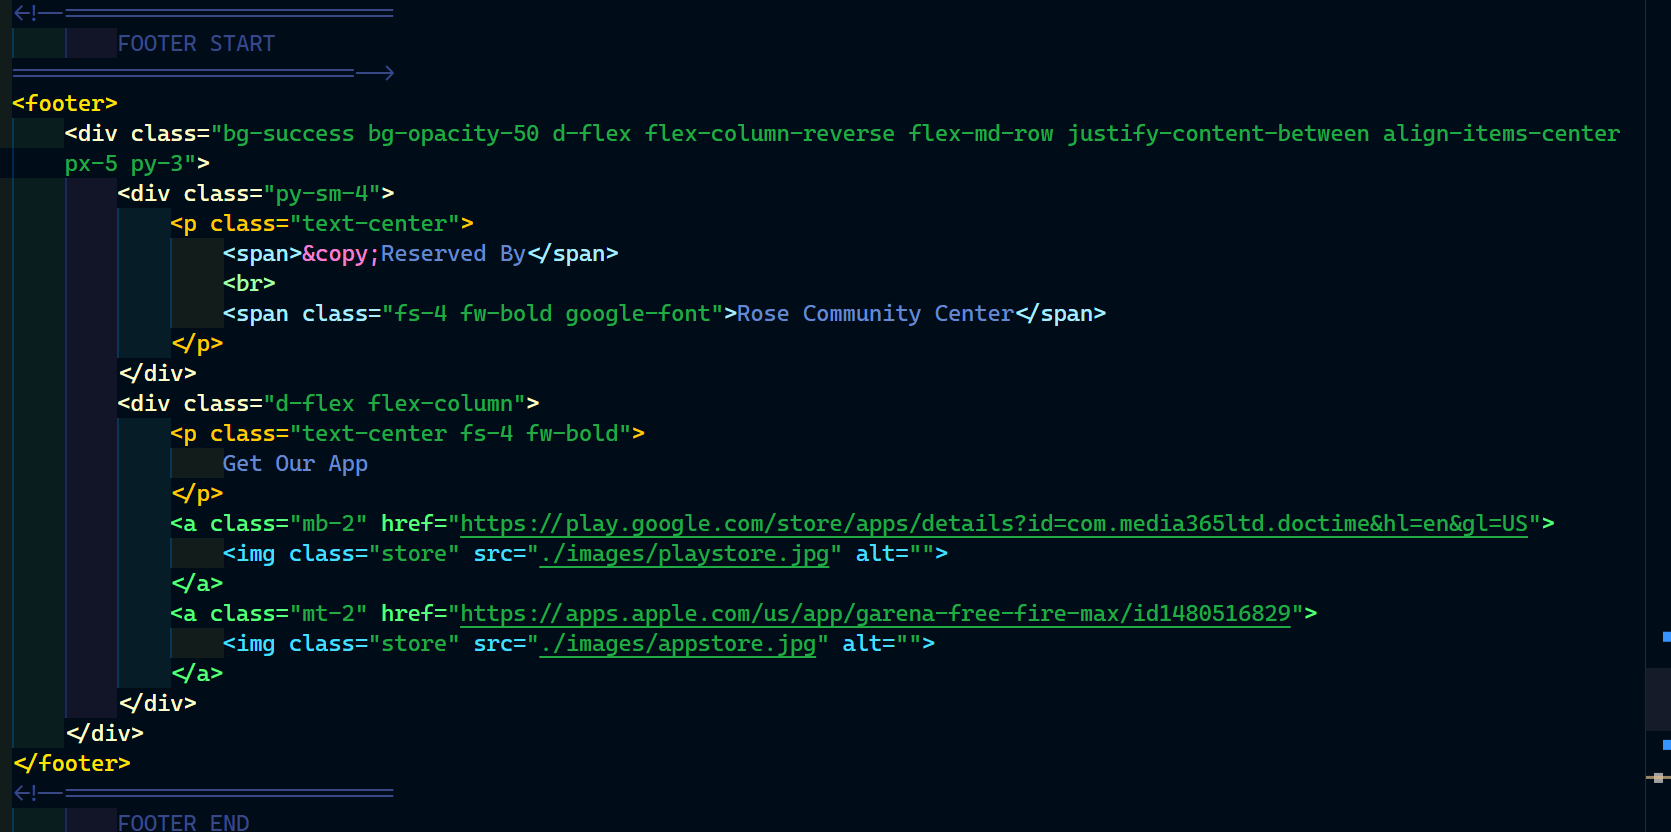 <!-- =========================
        FOOTER START
========================== -->
<footer>
    <div class="bg-success bg-opacity-50 d-flex flex-column-reverse flex-md-row justify-content-between align-items-center
    px-5 py-3">
        <div class="py-sm-4">
            <p class="text-center">
                <span>&copy;Reserved By</span>
                <br>
                <span class="fs-4 fw-bold google-font">Rose Community Center</span>
            </p>
        </div>
        <div class="d-flex flex-column">
            <p class="text-center fs-4 fw-bold">
                Get Our App
            </p>
            <a class="mb-2" href="https://play.google.com/store/apps/details?id=com.media365ltd.doctime&hl=en&gl=US">
                <img class="store" src="./images/playstore.jpg" alt="">
            </a>
            <a class="mt-2" href="https://apps.apple.com/us/app/garena-free-fire-max/id1480516829">
                <img class="store" src="./images/appstore.jpg" alt="">
            </a>
        </div>
    </div>
</footer>
<!-- =========================
        FOOTER END